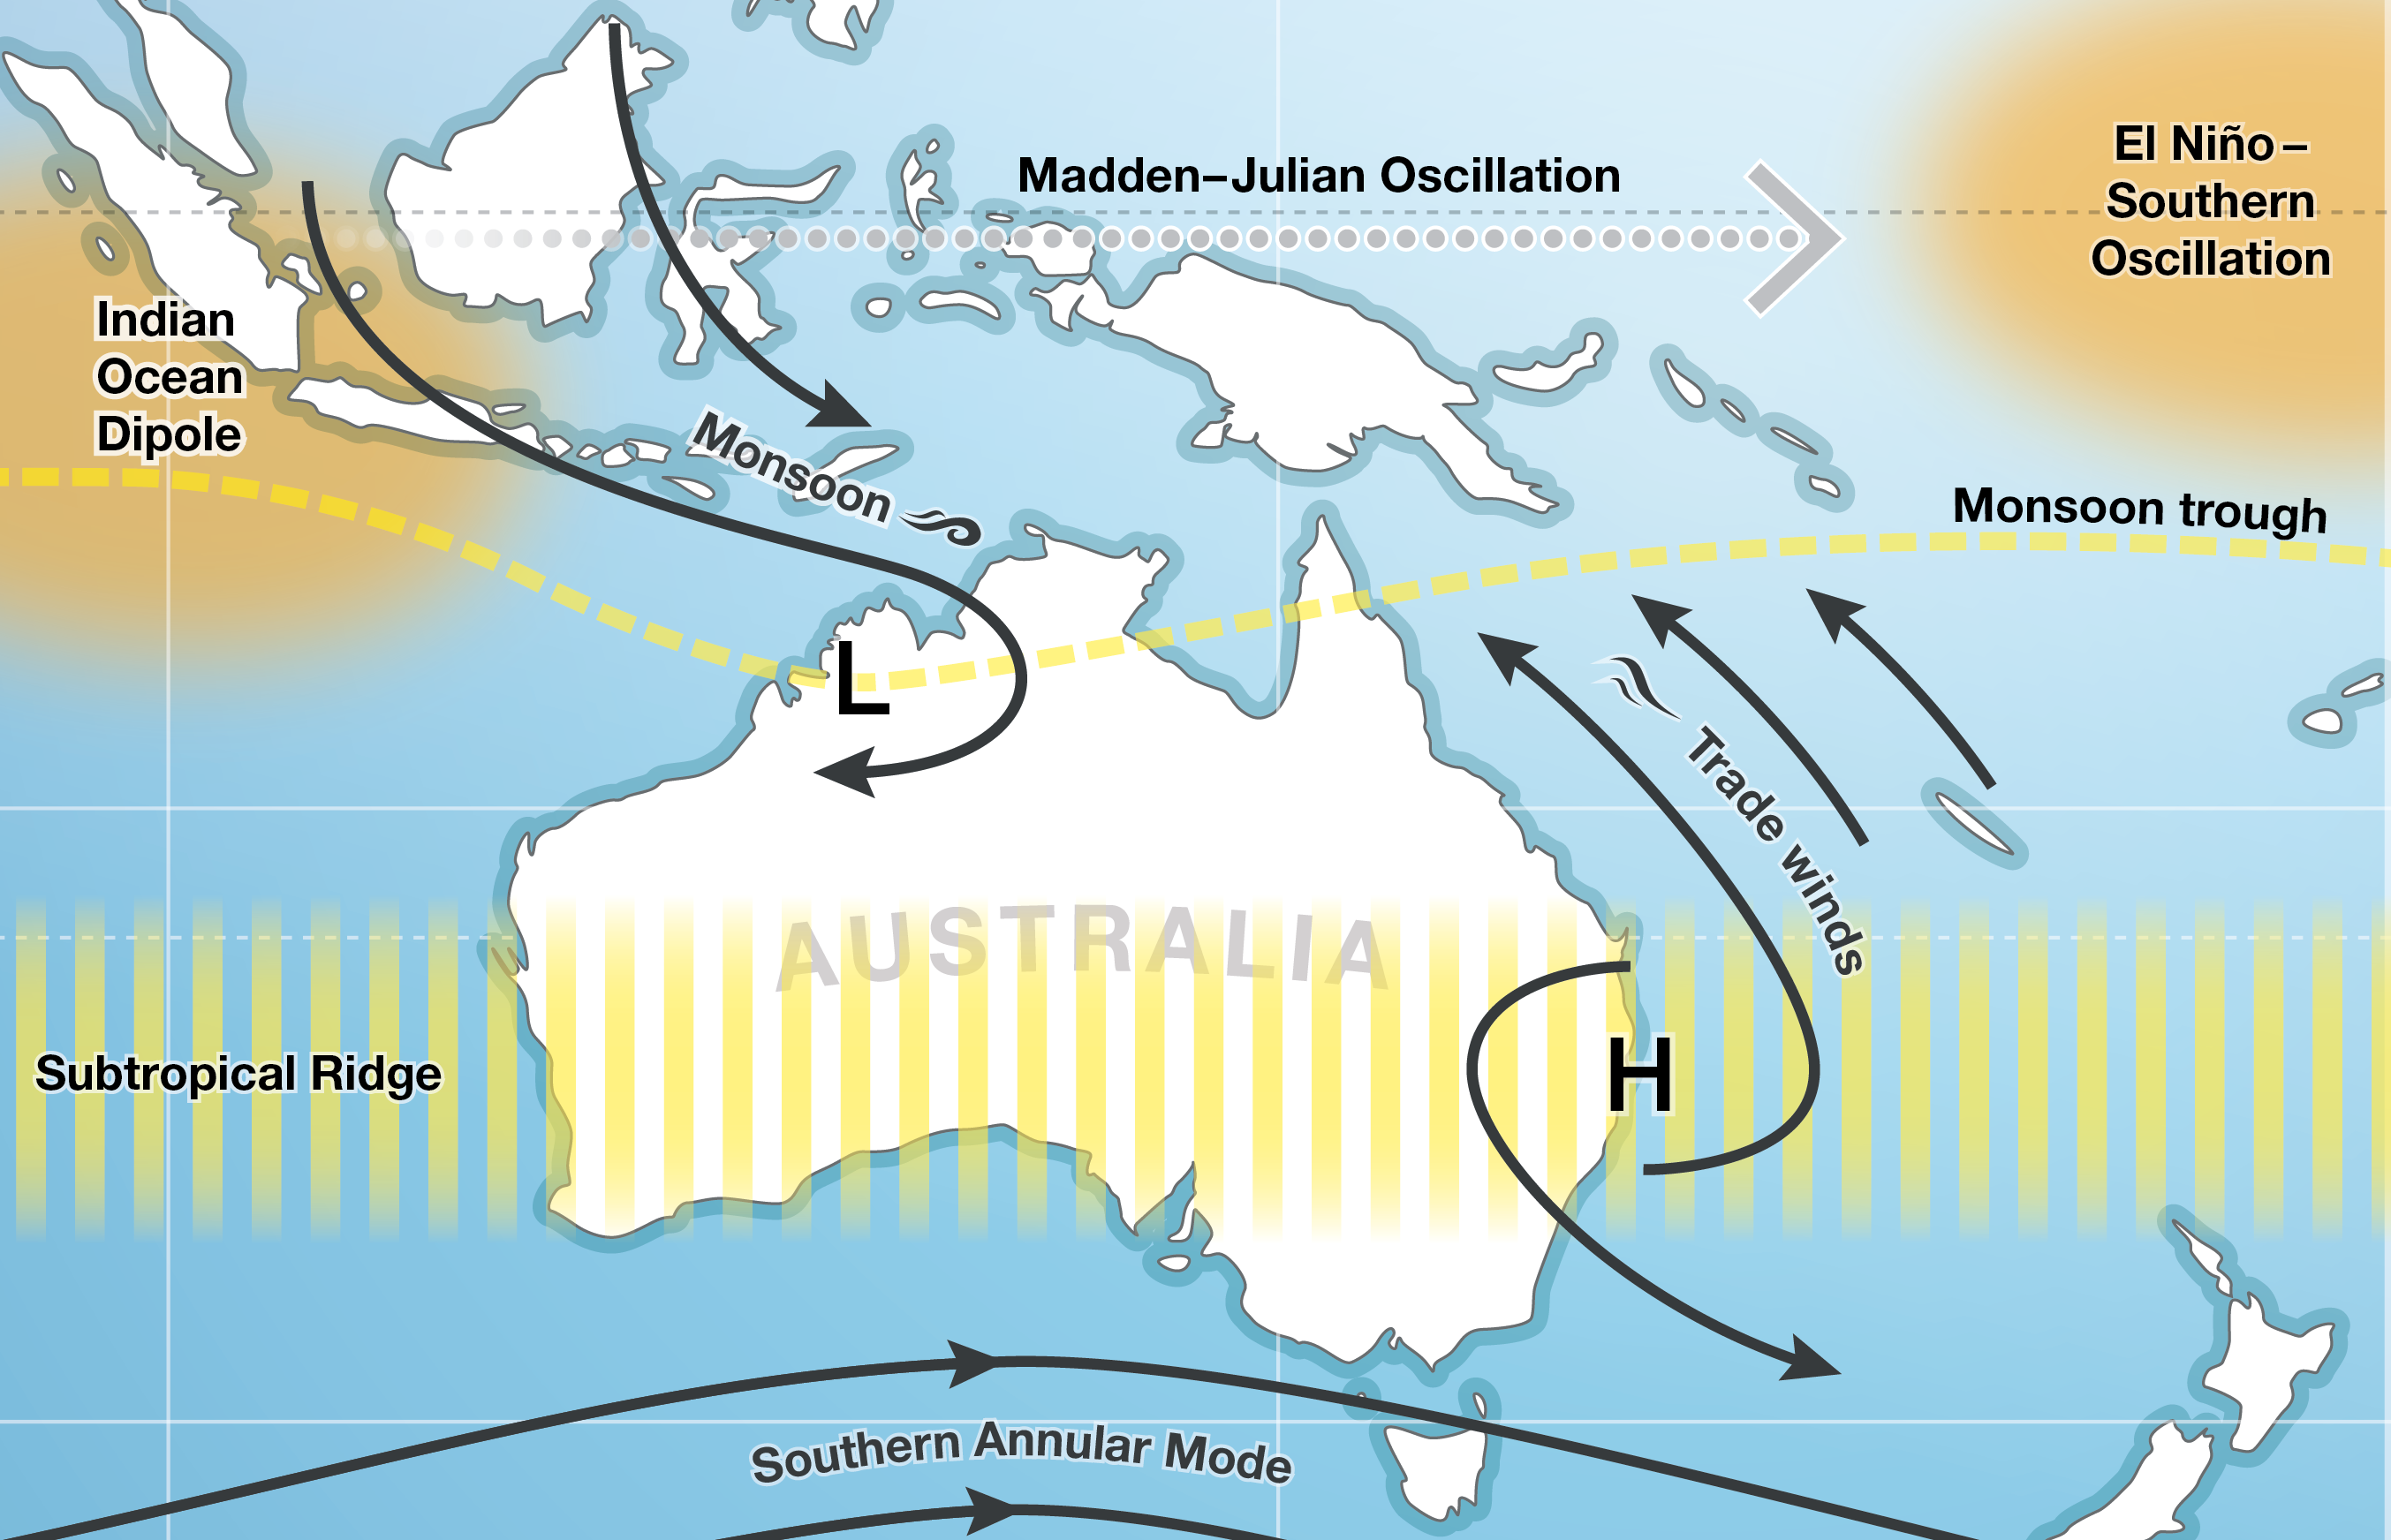 Madden–Julian Oscillation
El Niño–
Southern
Oscillation
Indian
Ocean
Dipole
Monsoon
Monsoon trough
L
Trade winds
AUSTRALIA
Subtropical Ridge
H
Southern Annular Mode